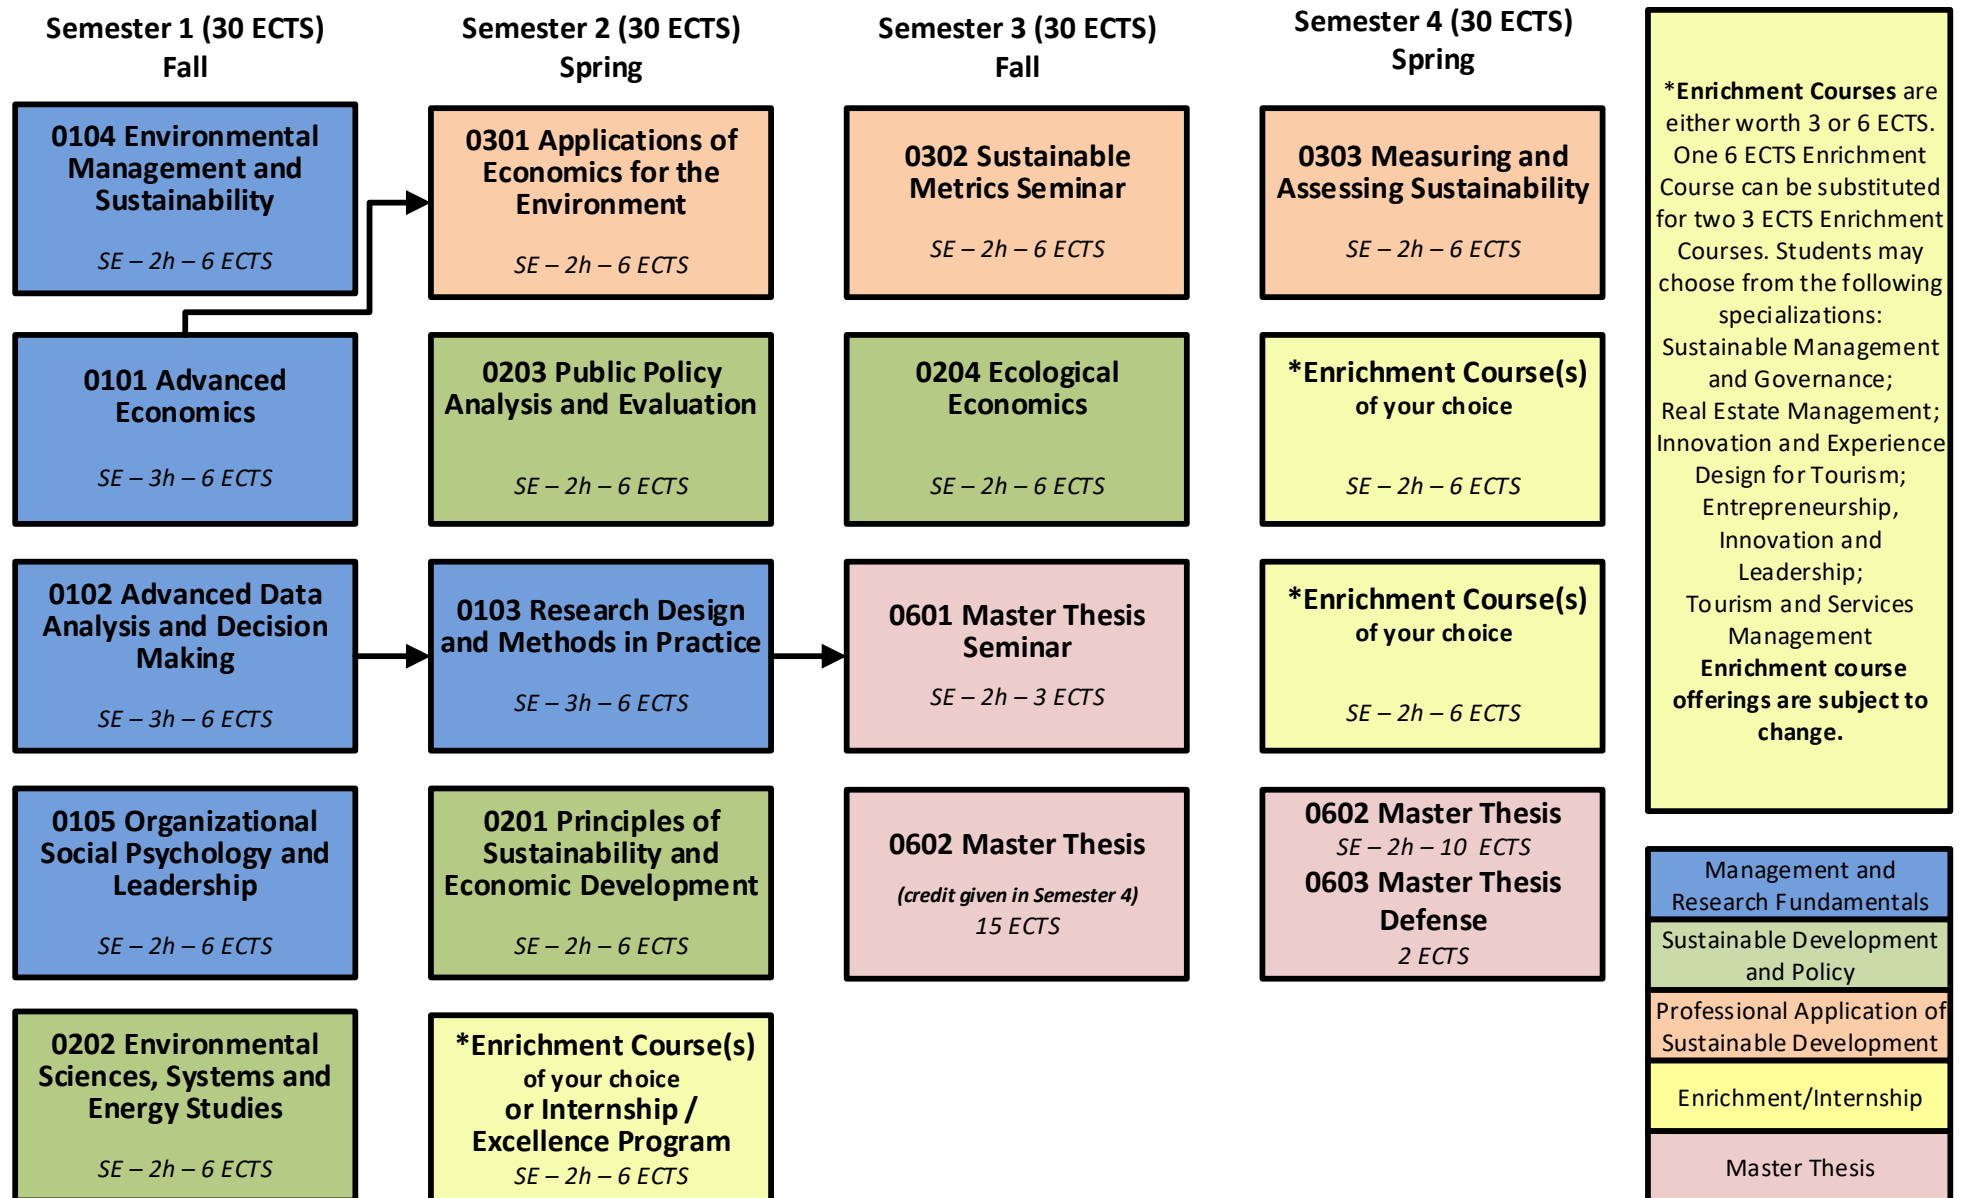 Semester 1 (30 ECTS)
Fall
0104 Environmental
Management and
Sustainability
SE – 2h – 6 ECTS
0101 Advanced
Economics
SE – 3h – 6 ECTS
0102 Advanced Data
Analysis and Decision
Making
SE – 3h – 6 ECTS
0105 Organizational
Social Psychology and
Leadership
SE – 2h – 6 ECTS
0202 Environmental
Sciences, Systems and
Energy Studies
SE – 2h – 6 ECTS
Semester 2 (30 ECTS)
Spring
0301 Applications of
Economics for the
Environment
SE – 2h – 6 ECTS
0203 Public Policy
Analysis and Evaluation
SE – 2h – 6 ECTS
0103 Research Design
and Methods in Practice
SE – 3h – 6 ECTS
0201 Principles of
Sustainability and
Economic Development
SE – 2h – 6 ECTS
*Enrichment Course(s)
of your choice
or Internship /
Excellence Program
SE – 2h – 6 ECTS
Semester 3 (30 ECTS)
Fall
0302 Sustainable
Metrics Seminar
SE – 2h – 6 ECTS
0204 Ecological
Economics
SE – 2h – 6 ECTS
0601 Master Thesis
Seminar
SE – 2h – 3 ECTS
0602 Master Thesis
(credit given in Semester 4)
15 ECTS
Semester 4 (30 ECTS)
Spring
0303 Measuring and
Assessing Sustainability
SE – 2h – 6 ECTS
*Enrichment Course(s)
of your choice
SE – 2h – 6 ECTS
*Enrichment Course(s)
of your choice
SE – 2h – 6 ECTS
0602 Master Thesis
SE – 2h – 10 ECTS
0603 Master Thesis
Defense
2 ECTS
*Enrichment Courses are
either worth 3 or 6 ECTS.
One 6 ECTS Enrichment
Course can be substituted
for two 3 ECTS Enrichment
Courses. Students may
choose from the following
specializations:
Sustainable Management
and Governance;
Real Estate Management;
Innovation and Experience
Design for Tourism;
Entrepreneurship,
Innovation and
Leadership;
Tourism and Services
Management
Enrichment course
offerings are subject to
change.
Management and
Research Fundamentals
Sustainable Development
and Policy
Professional Application of
Sustainable Development
Enrichment/Internship
Master Thesis